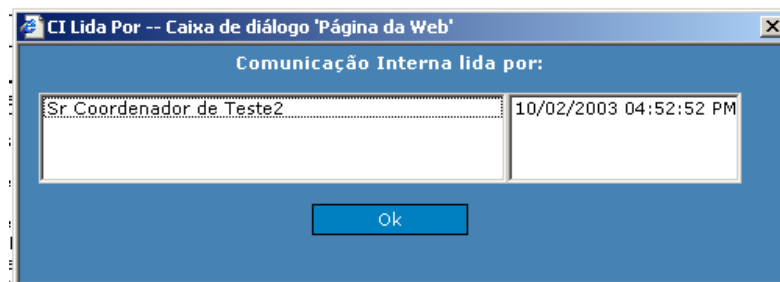 CI Lida Por -- Caixa de diálogo 'Página da Web'
Comunicação Interna lida por:
Sr Coordenador de Teste2 10/02/2003 04:52:52 PM
Ok